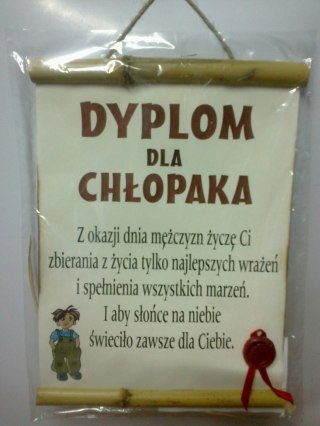 DYPLOM
DLA
CHŁOPAKA
Z okazji dnia mężczyzn życzę Ci
zbierania z życia tylko najlepszych wrażeń
i spełnienia wszystkich marzeń.
I aby słońce na niebie
świeciło zawsze dla Ciebie.